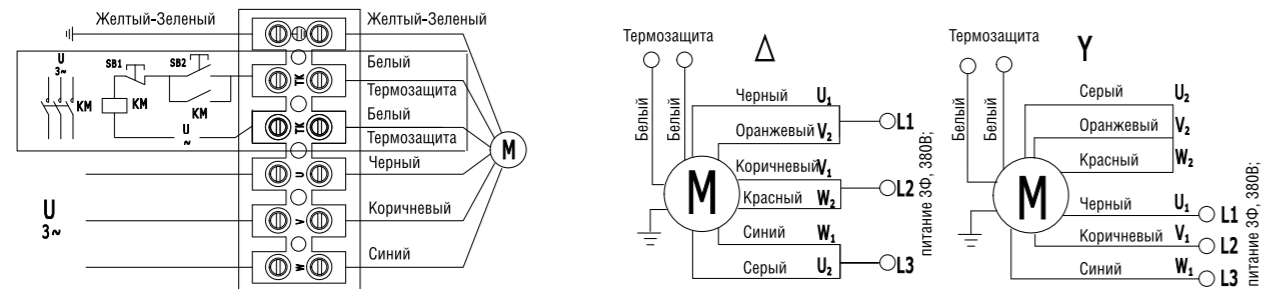 Желтый-Зеленый
Желтый-Зеленый
U
3~
SB1
SB2
KM
KM
KM
U
~
TK
TK
U
V
W
Белый
Термозащита
Белый
Термозащита
Черный
Коричневый
Синий
M
U
3~
Термозащита
Δ
Белый
Белый
Черный U₁
Оранжевый V₂
Коричневый V₁
Красный W₂
Синий W₁
Серый U₂
M
L1
L2
L3
питание 3Ф, 380В;
Термозащита
Y
Белый
Белый
Серый U₂
Оранжевый V₂
Красный W₂
Черный U₁
Коричневый V₁
Синий W₁
M
L1
L2
L3
питание 3Ф, 380В;